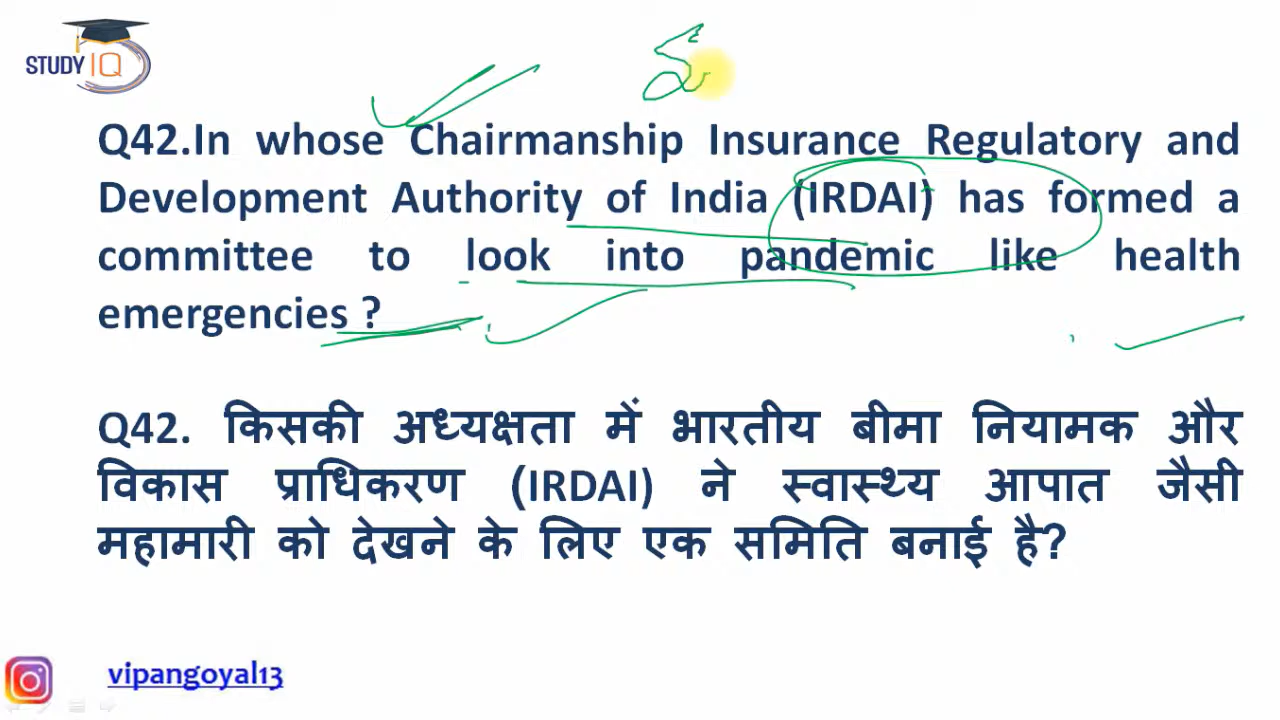 STUDY IQ
Q42.In whose Chairmanship Insurance Regulatory and
Development Authority of India (IRDAI) has formed a
committee to look into pandemic like health
emergencies ?
Q42. किसकी अध्यक्षता में भारतीय बीमा नियामक और
विकास प्राधिकरण (IRDAI) ने स्वास्थ्य आपात जैसी
महामारी को देखने के लिए एक समिति बनाई है?
vipangoyal13